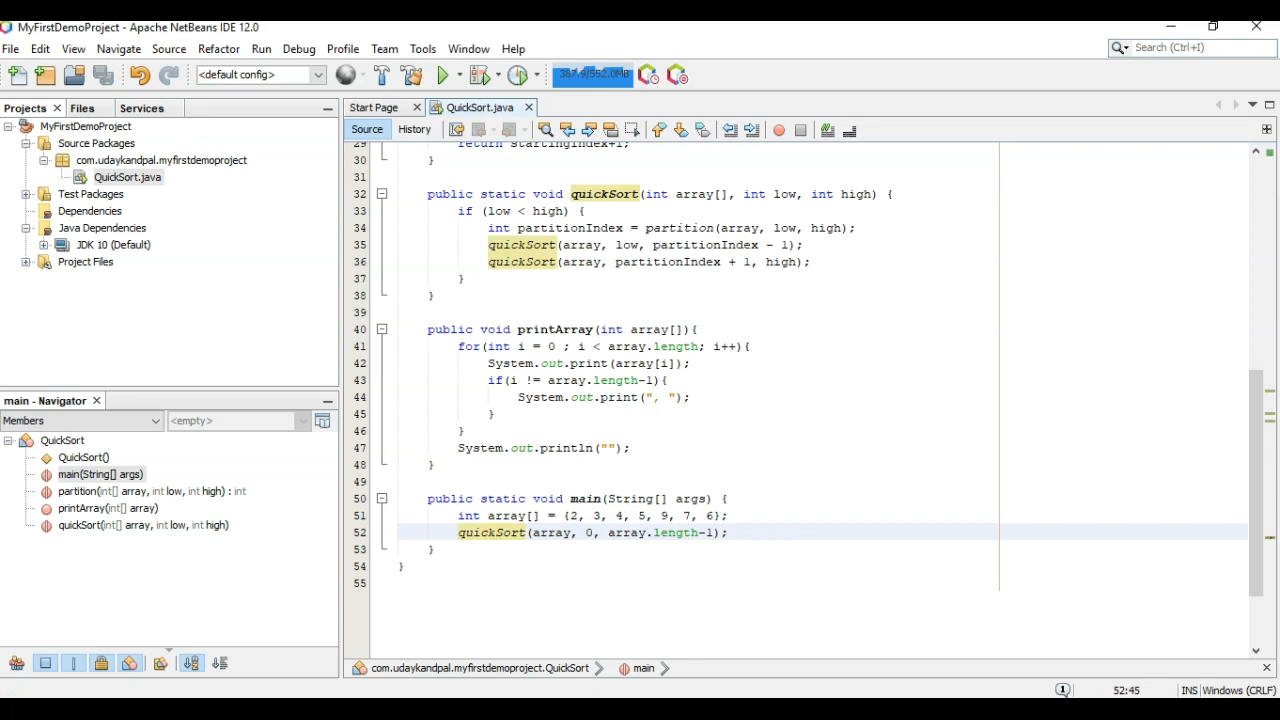 MyFirstDemoProject - Apache NetBeans IDE 12.0
File Edit View Navigate Source Refactor Run Debug Profile Team Tools Window Help
Search (Ctrl+I)
<default config>
387.9/552.0MB
Projects Files Services
MyFirstDemoProject
Source Packages
com.udaykandpal.myfirstdemoproject
QuickSort.java
Test Packages
Dependencies
Java Dependencies
JDK 10 (Default)
Project Files
main - Navigator
Members <empty>
QuickSort
QuickSort()
main(String[] args)
partition(int[] array, int low, int high) : int
printArray(int[] array)
quickSort(int[] array, int low, int high)
Start Page QuickSort.java
Source History
29 return startingIndex+1;
30 }
31
32 public static void quickSort(int array[], int low, int high) {
33 if (low < high) {
34 int partitionIndex = partition(array, low, high);
35 quickSort(array, low, partitionIndex - 1);
36 quickSort(array, partitionIndex + 1, high);
37 }
38 }
39
40 public void printArray(int array[]){
41 for(int i = 0 ; i < array.length; i++){
42 System.out.print(array[i]);
43 if(i != array.length-1){
44 System.out.print(", ");
45 }
46 }
47 System.out.println("");
48 }
49
50 public static void main(String[] args) {
51 int array[] = {2, 3, 4, 5, 9, 7, 6};
52 quickSort(array, 0, array.length-1);
53 }
54 }
55
com.udaykandpal.myfirstdemoproject.QuickSort main
1 52:45 INS Windows (CRLF)